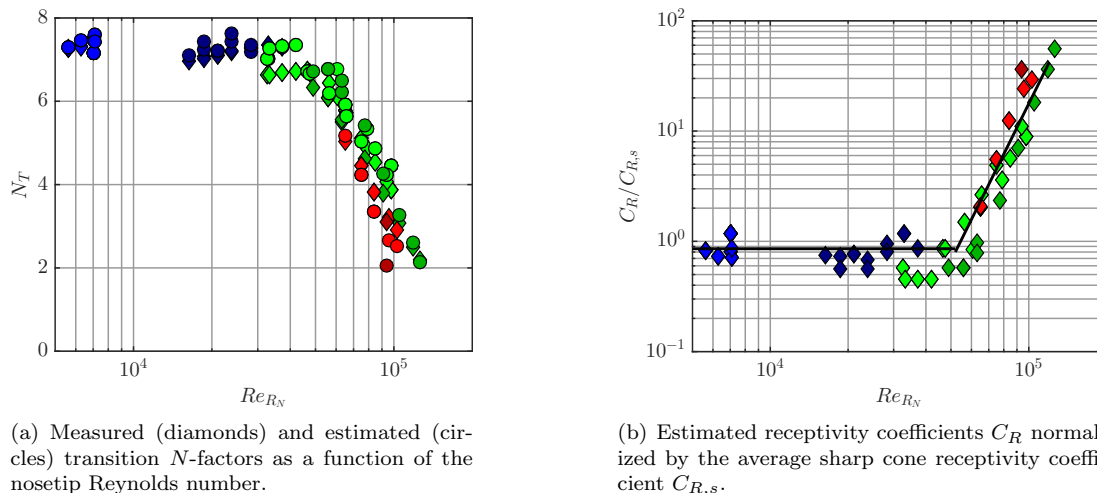 8
6
4
2
0
N_T
10^4
10^5
Re_{R_N}
(a) Measured (diamonds) and estimated (cir-
cles) transition N-factors as a function of the
nosetip Reynolds number.
10^2
10^1
10^0
10^{-1}
C_R/C_{R,s}
10^4
10^5
Re_{R_N}
(b) Estimated receptivity coefficients C_R normal-
ized by the average sharp cone receptivity coeffi-
cient C_{R,s}.